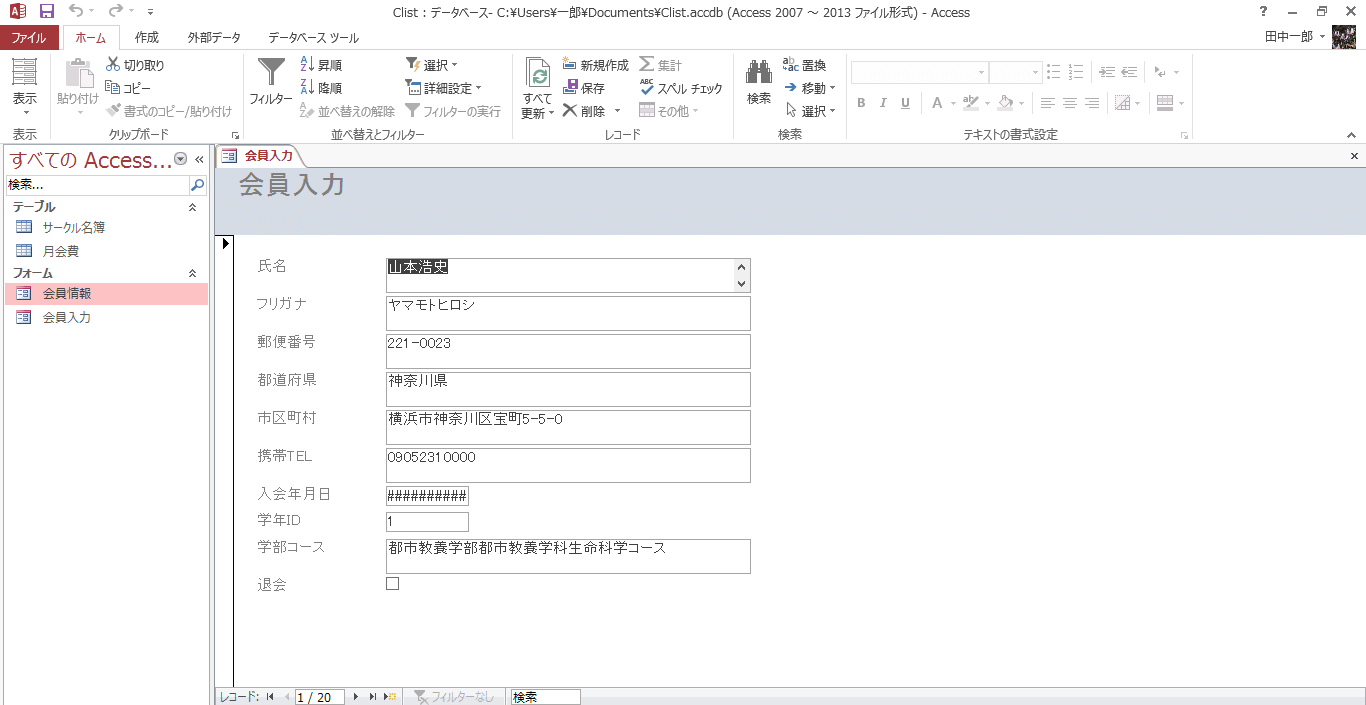 Clist : データベース- C:¥Users¥一郎¥Documents¥Clist.accdb (Access 2007 ～ 2013 ファイル形式) - Access
ファイル ホーム 作成 外部データ データベース ツール 田中一郎
表示
貼り付け
切り取り
コピー
書式のコピー/貼り付け
フィルター
昇順
降順
並べ替えの解除
選択
詳細設定
フィルターの実行
すべて
更新
新規作成
保存
削除
集計
スペル チェック
その他
検索
置換
移動
選択
B I U A
表示 クリップボード 並べ替えとフィルター レコード 検索 テキストの書式設定
すべての Access...
検索...
テーブル
サークル名簿
月会費
フォーム
会員情報
会員入力
会員入力
会員入力
氏名 山本浩史
フリガナ ヤマモトヒロシ
郵便番号 221-0023
都道府県 神奈川県
市区町村 横浜市神奈川区宝町5-5-0
携帯TEL 09052310000
入会年月日 ##########
学年ID 1
学部コース 都市教養学部都市教養学科生命科学コース
退会
レコード: 1 / 20 フィルターなし 検索